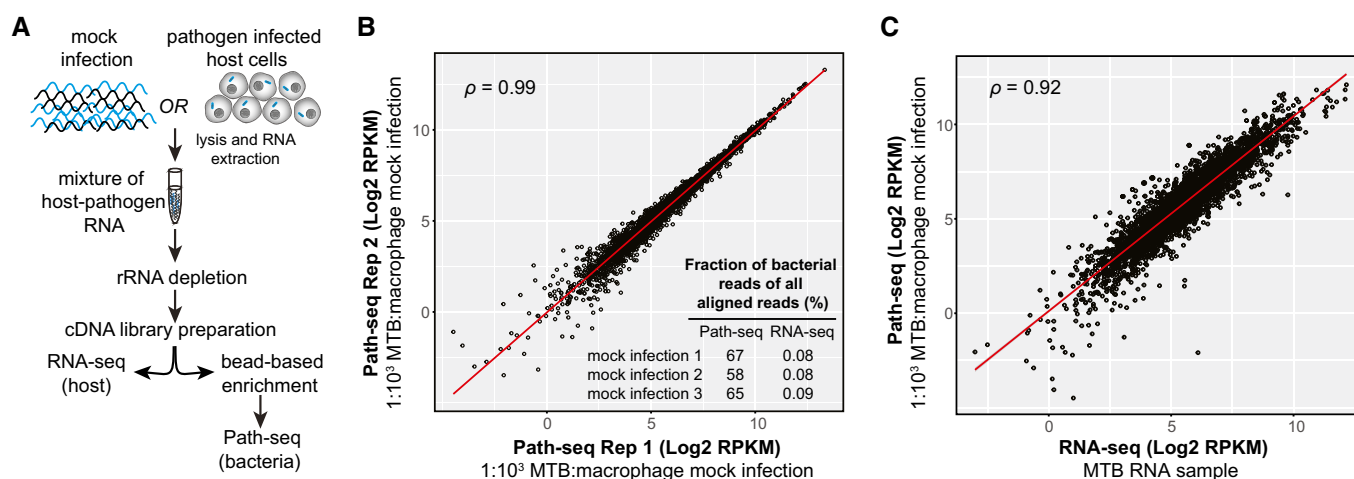 A
mock
infection
OR
pathogen infected
host cells
lysis and RNA
extraction
mixture of
host-pathogen
RNA
rRNA depletion
cDNA library preparation
RNA-seq
(host)
bead-based
enrichment
Path-seq
(bacteria)
B
Path-seq Rep 2 (Log2 RPKM)
1:10³ MTB:macrophage mock infection
10
5
0
ρ = 0.99
Fraction of bacterial
reads of all
aligned reads (%)
Path-seq RNA-seq
mock infection 1 67 0.08
mock infection 2 58 0.08
mock infection 3 65 0.09
0 5 10
Path-seq Rep 1 (Log2 RPKM)
1:10³ MTB:macrophage mock infection
C
Path-seq (Log2 RPKM)
1:10³ MTB:macrophage mock infection
10
5
0
ρ = 0.92
0 5 10
RNA-seq (Log2 RPKM)
MTB RNA sample